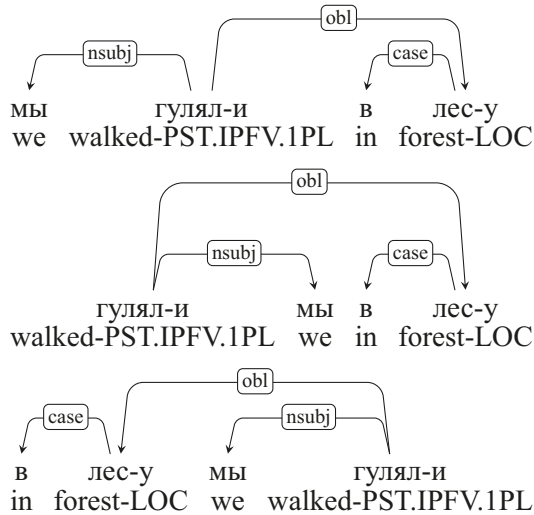 obl
nsubj case
мы гулял-и в лес-у
we walked-PST.IPFV.1PL in forest-LOC
obl
nsubj case
гулял-и мы в лес-у
walked-PST.IPFV.1PL we in forest-LOC
obl
case nsubj
в лес-у мы гулял-и
in forest-LOC we walked-PST.IPFV.1PL